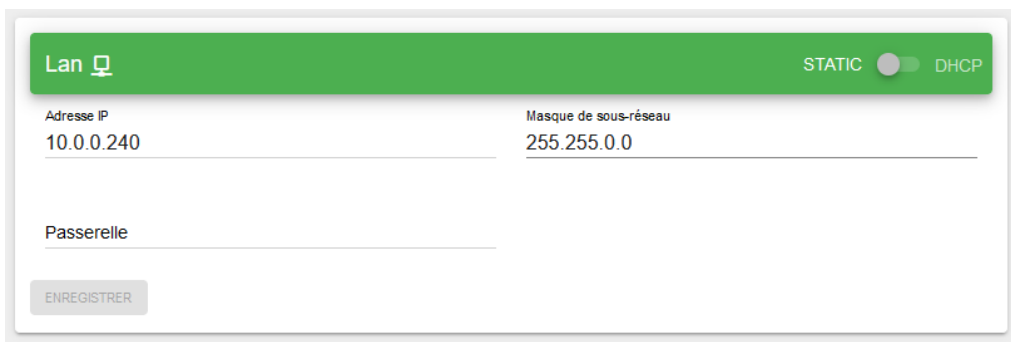 Lan
STATIC DHCP
Adresse IP
Masque de sous-réseau
10.0.0.240
255.255.0.0
Passerelle
ENREGISTRER